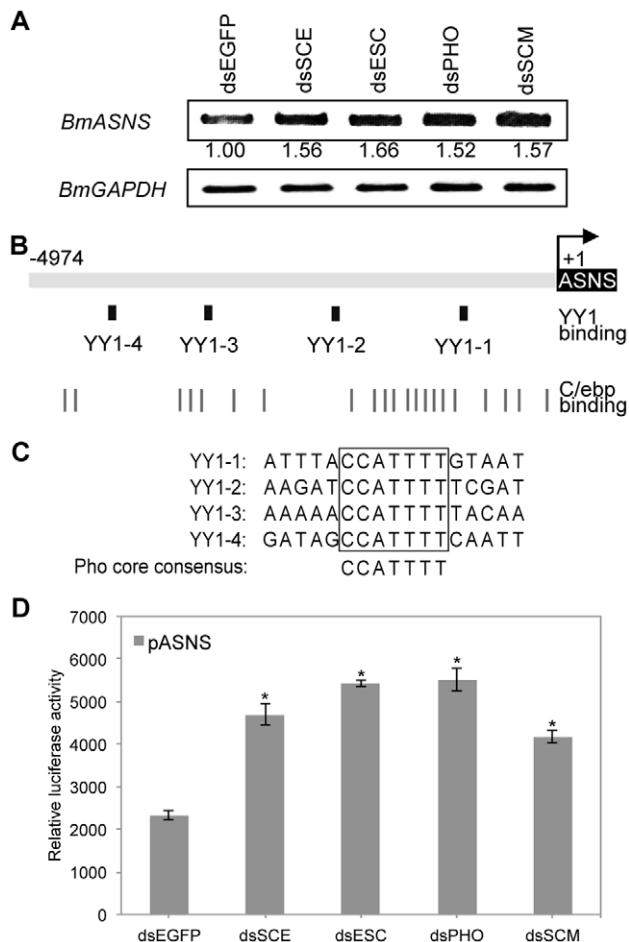 A
dsEGFP dsSCE dsESC dsPHO dsSCM
BmASNS
1.00 1.56 1.66 1.52 1.57
BmGAPDH
B
-4974
+1
ASNS
YY1-4 YY1-3 YY1-2 YY1-1
YY1 binding
C/ebp binding
C
YY1-1: ATTTACCATTTTGTAAT
YY1-2: AAGATCCATTTTTCGAT
YY1-3: AAAAACCATTTTTACAA
YY1-4: GATAGCCATTTTCAATT
Pho core consensus: CCATTTT
D
7000
6000
5000
4000
3000
2000
1000
0
Relative luciferase activity
pASNS
* * * *
dsEGFP dsSCE dsESC dsPHO dsSCM